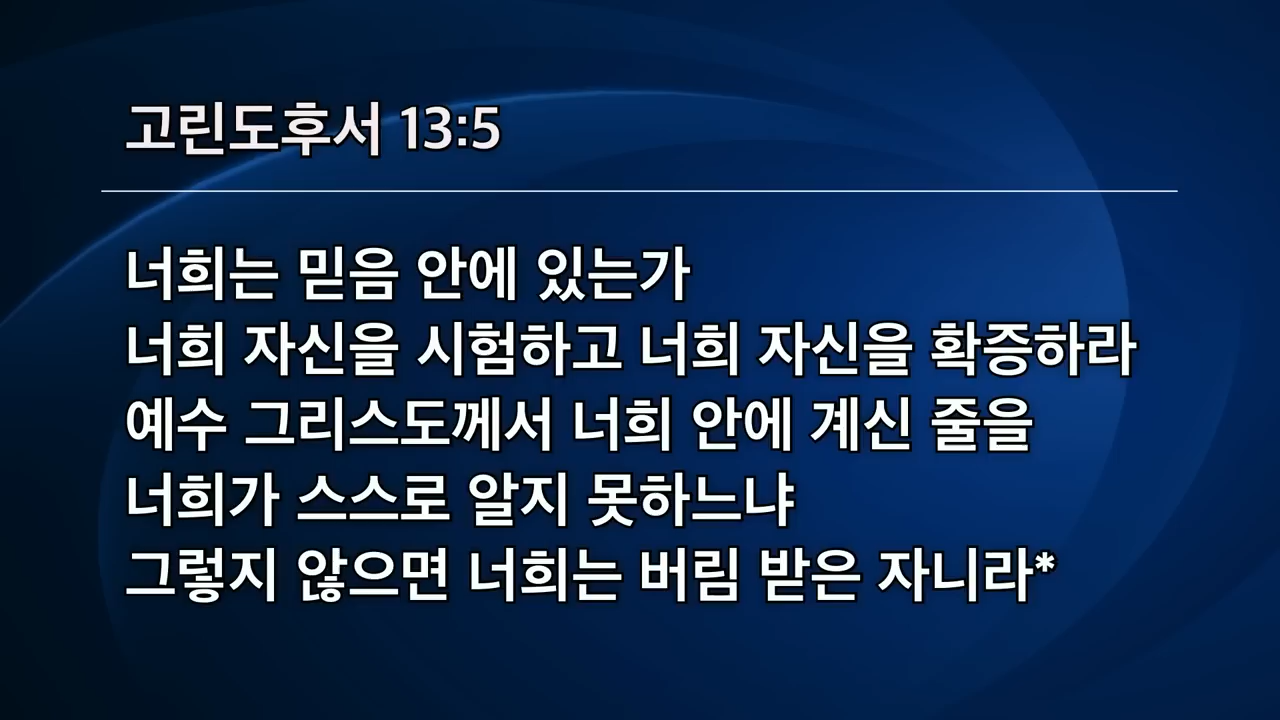 고린도후서 13:5
너희는 믿음 안에 있는가
너희 자신을 시험하고 너희 자신을 확증하라
예수 그리스도께서 너희 안에 계신 줄을
너희가 스스로 알지 못하느냐
그렇지 않으면 너희는 버림 받은 자니라*